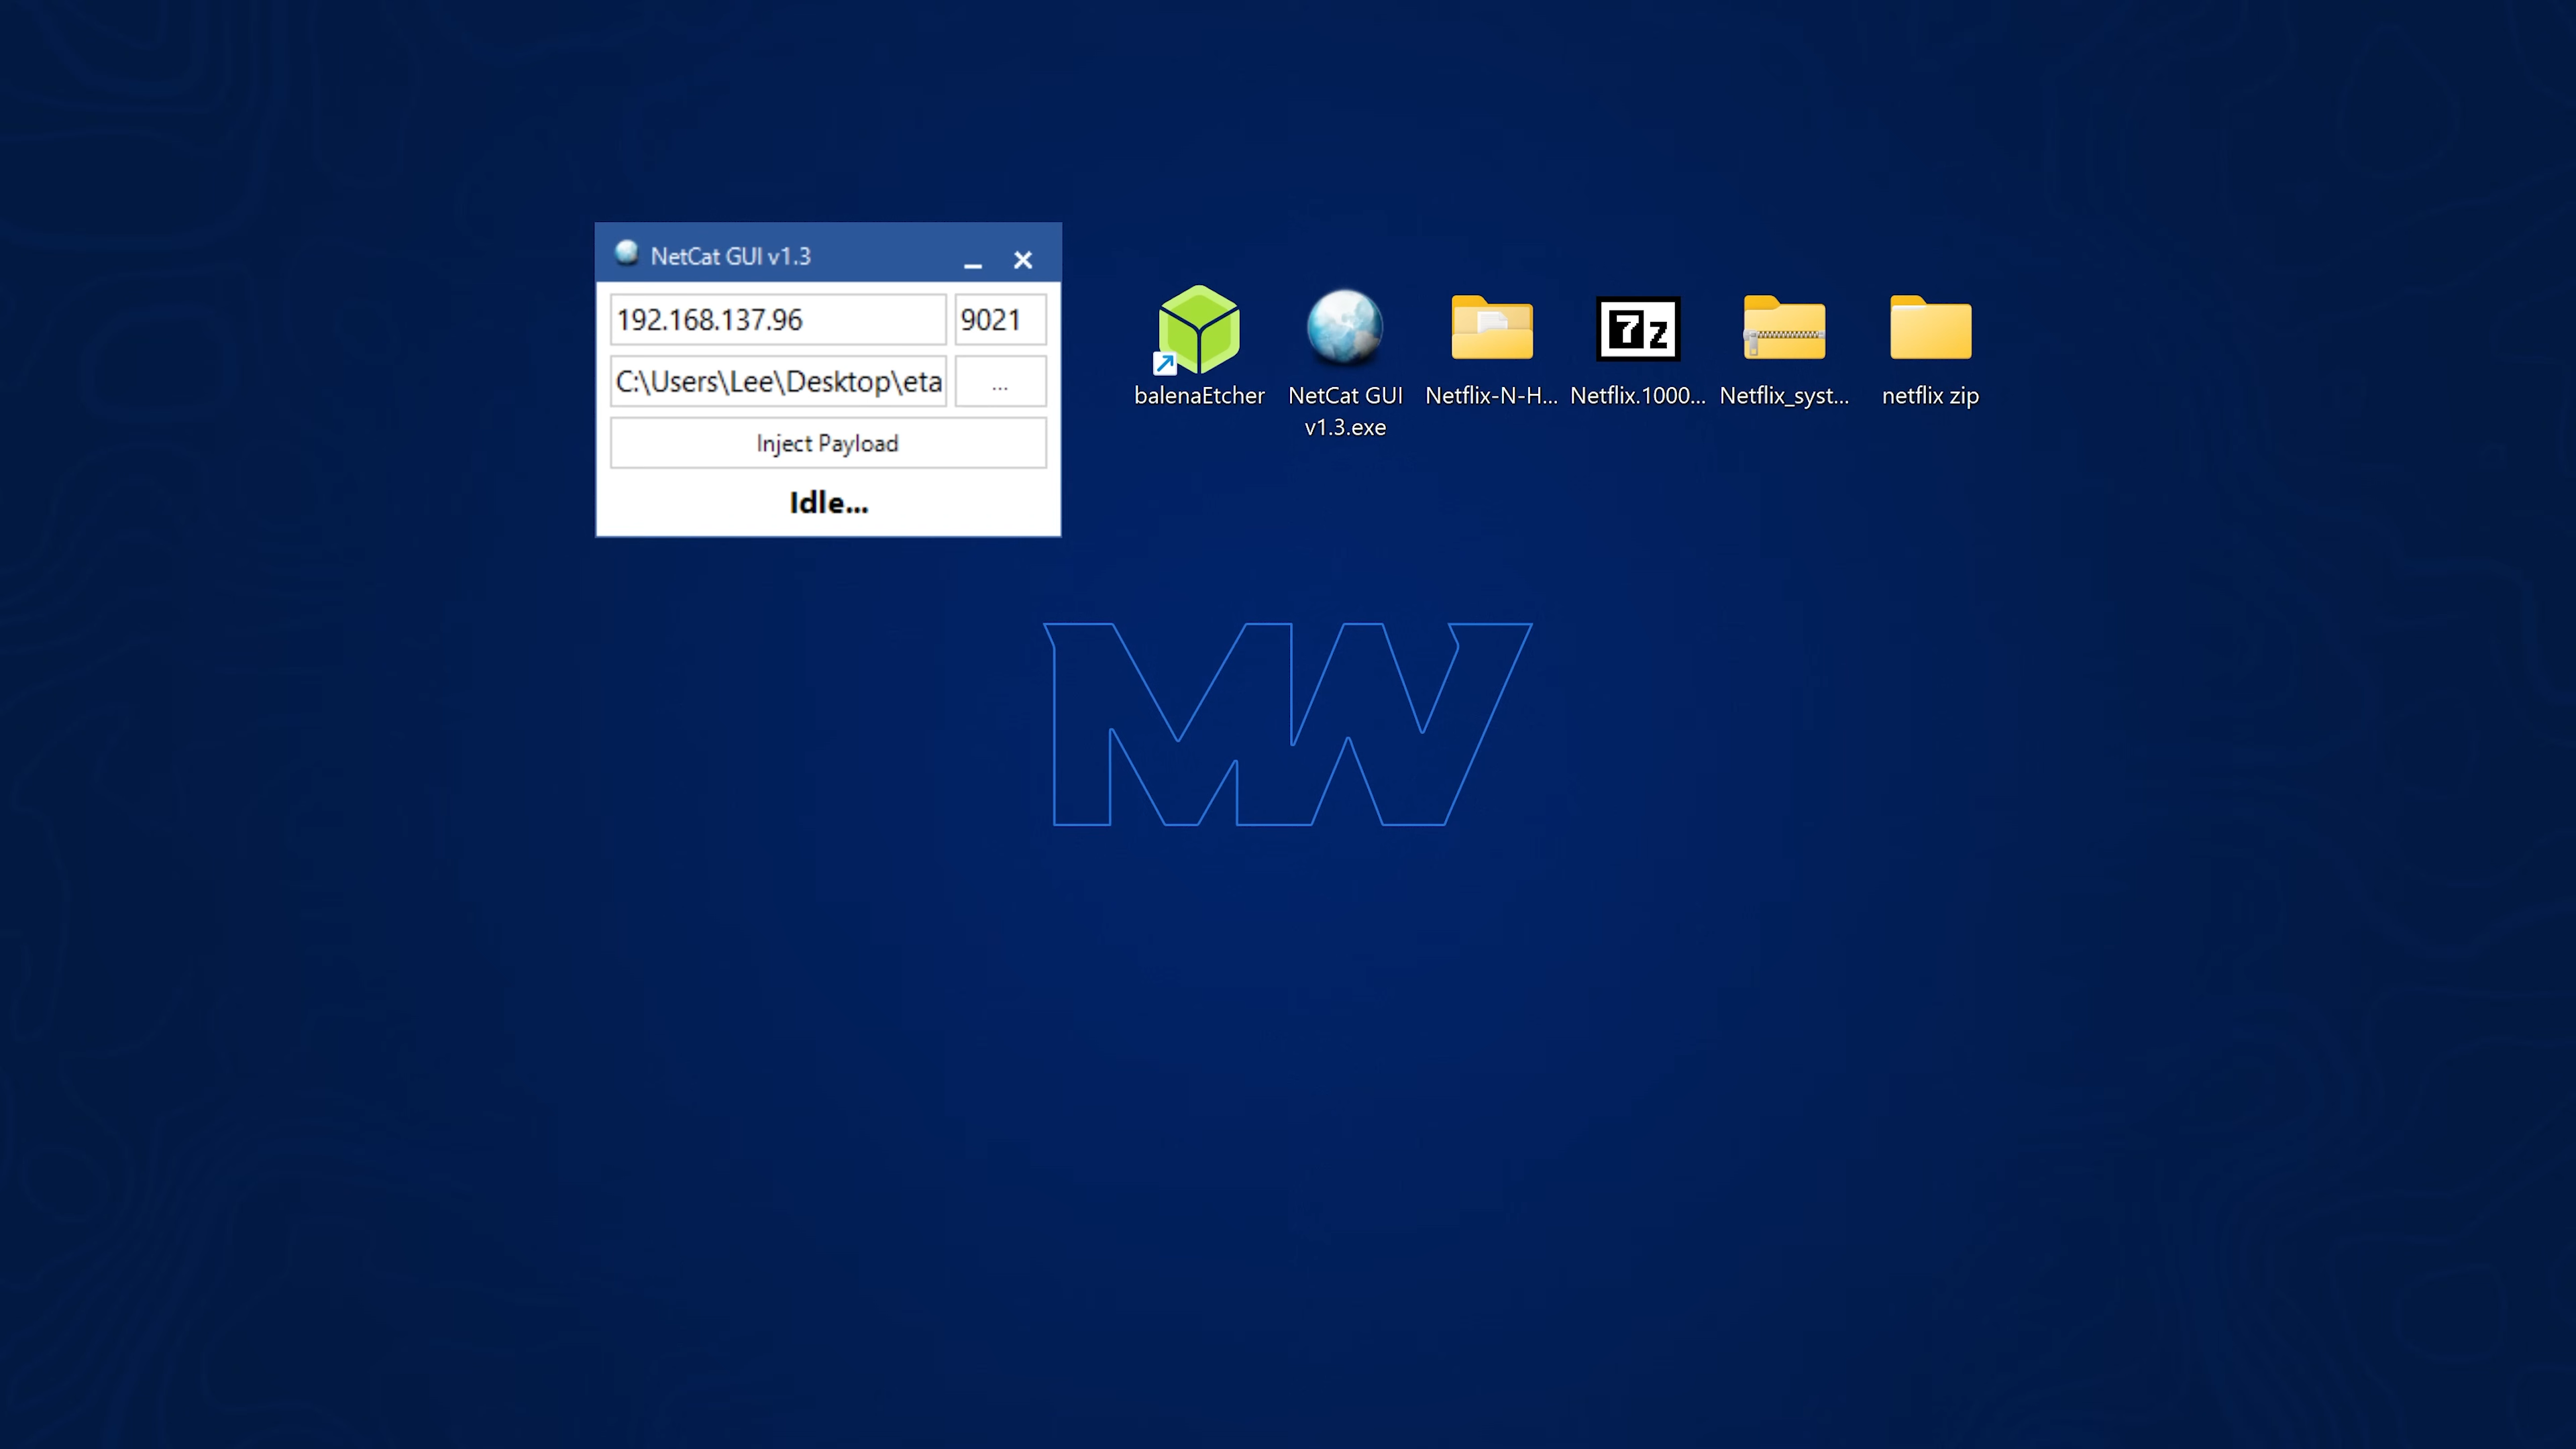 NetCat GUI v1.3
192.168.137.96
9021
C:\Users\Lee\Desktop\eta
...
Inject Payload
Idle...
balenaEtcher
NetCat GUI
v1.3.exe
Netflix-N-H...
7z
Netflix.1000...
Netflix_syst...
netflix zip
MW